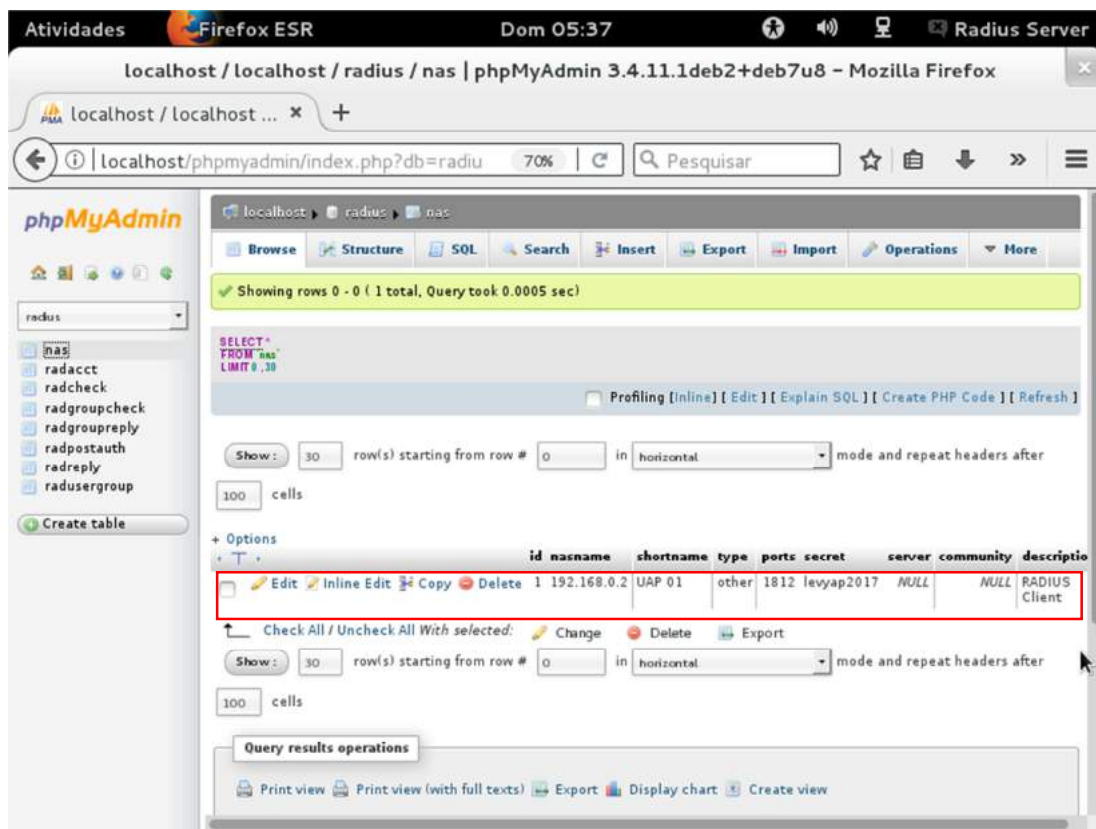 Atividades Firefox ESR Dom 05:37 Radius Server
localhost / localhost / radius / nas | phpMyAdmin 3.4.11.1deb2+deb7u8 – Mozilla Firefox
PMA localhost / localhost ... × +
localhost/phpmyadmin/index.php?db=radiu 70% Pesquisar
phpMyAdmin
radius
nas
radacct
radcheck
radgroupcheck
radgroupreply
radpostauth
radreply
radusergroup
Create table
localhost ▸ radius ▸ nas
Browse Structure SQL Search Insert Export Import Operations More
Showing rows 0 - 0 ( 1 total, Query took 0.0005 sec)
SELECT *
FROM `nas`
LIMIT 0 , 30
Profiling [Inline] [ Edit ] [ Explain SQL ] [ Create PHP Code ] [ Refresh ]
Show : 30 row(s) starting from row # 0 in horizontal mode and repeat headers after
100 cells
+ Options
id nasname shortname type ports secret server community descriptio
Edit Inline Edit Copy Delete 1 192.168.0.2 UAP 01 other 1812 levyap2017 NULL NULL RADIUS
Client
Check All / Uncheck All With selected: Change Delete Export
Show : 30 row(s) starting from row # 0 in horizontal mode and repeat headers after
100 cells
Query results operations
Print view Print view (with full texts) Export Display chart Create view